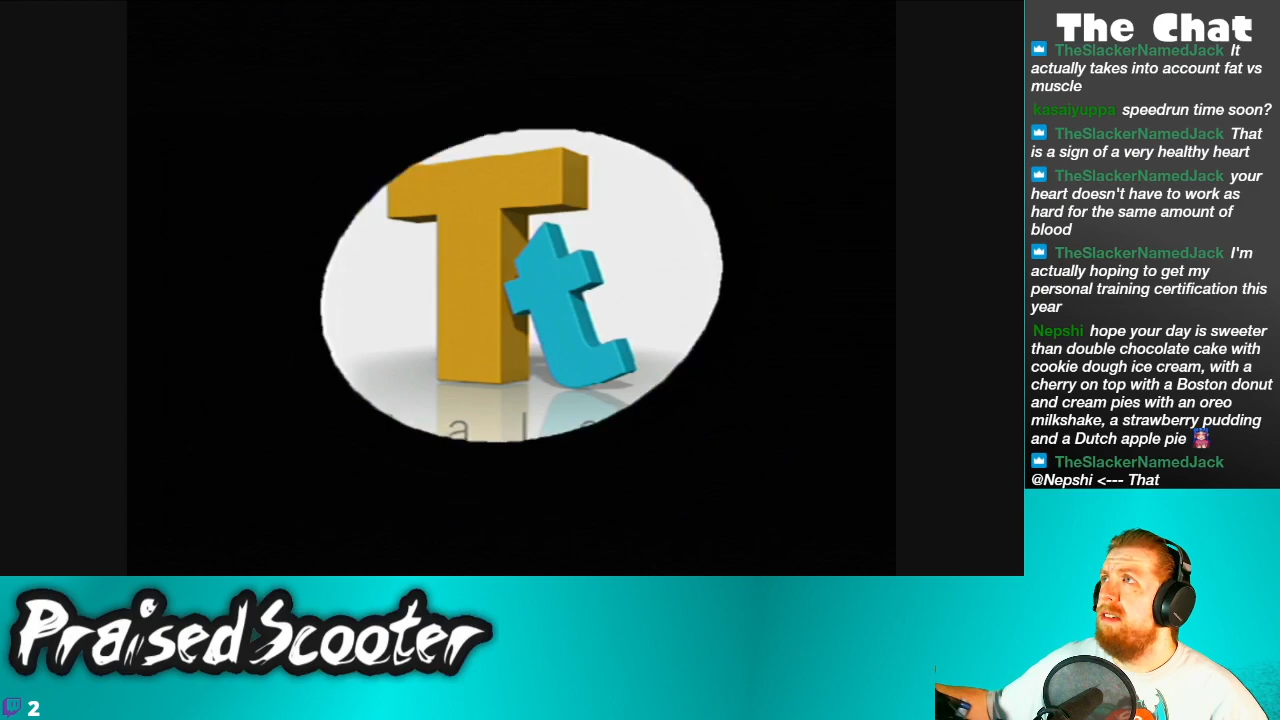 The Chat
TheSlackerNamedJack It
actually takes into account fat vs
muscle
kasaiyuppa speedrun time soon?
TheSlackerNamedJack That
is a sign of a very healthy heart
TheSlackerNamedJack your
heart doesn't have to work as
hard for the same amount of
blood
TheSlackerNamedJack I'm
actually hoping to get my
personal training certification this
year
Nepshi hope your day is sweeter
than double chocolate cake with
cookie dough ice cream, with a
cherry on top with a Boston donut
and cream pies with an oreo
milkshake, a strawberry pudding
and a Dutch apple pie
TheSlackerNamedJack
@Nepshi <--- That
Tt
PraisedScooter
2